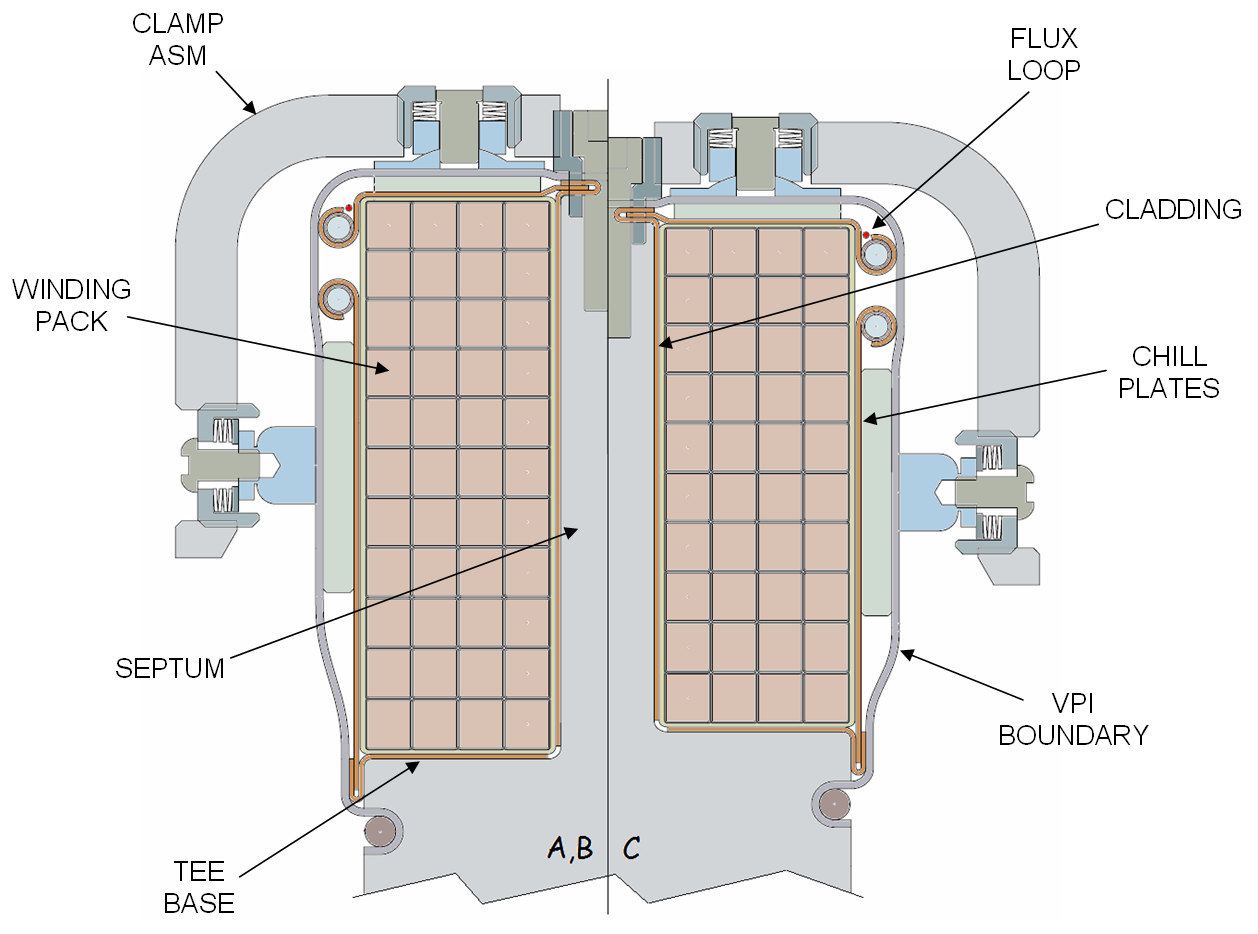 CLAMP
ASM
FLUX
LOOP
CLADDING
WINDING
PACK
CHILL
PLATES
SEPTUM
VPI
BOUNDARY
A,B C
TEE
BASE